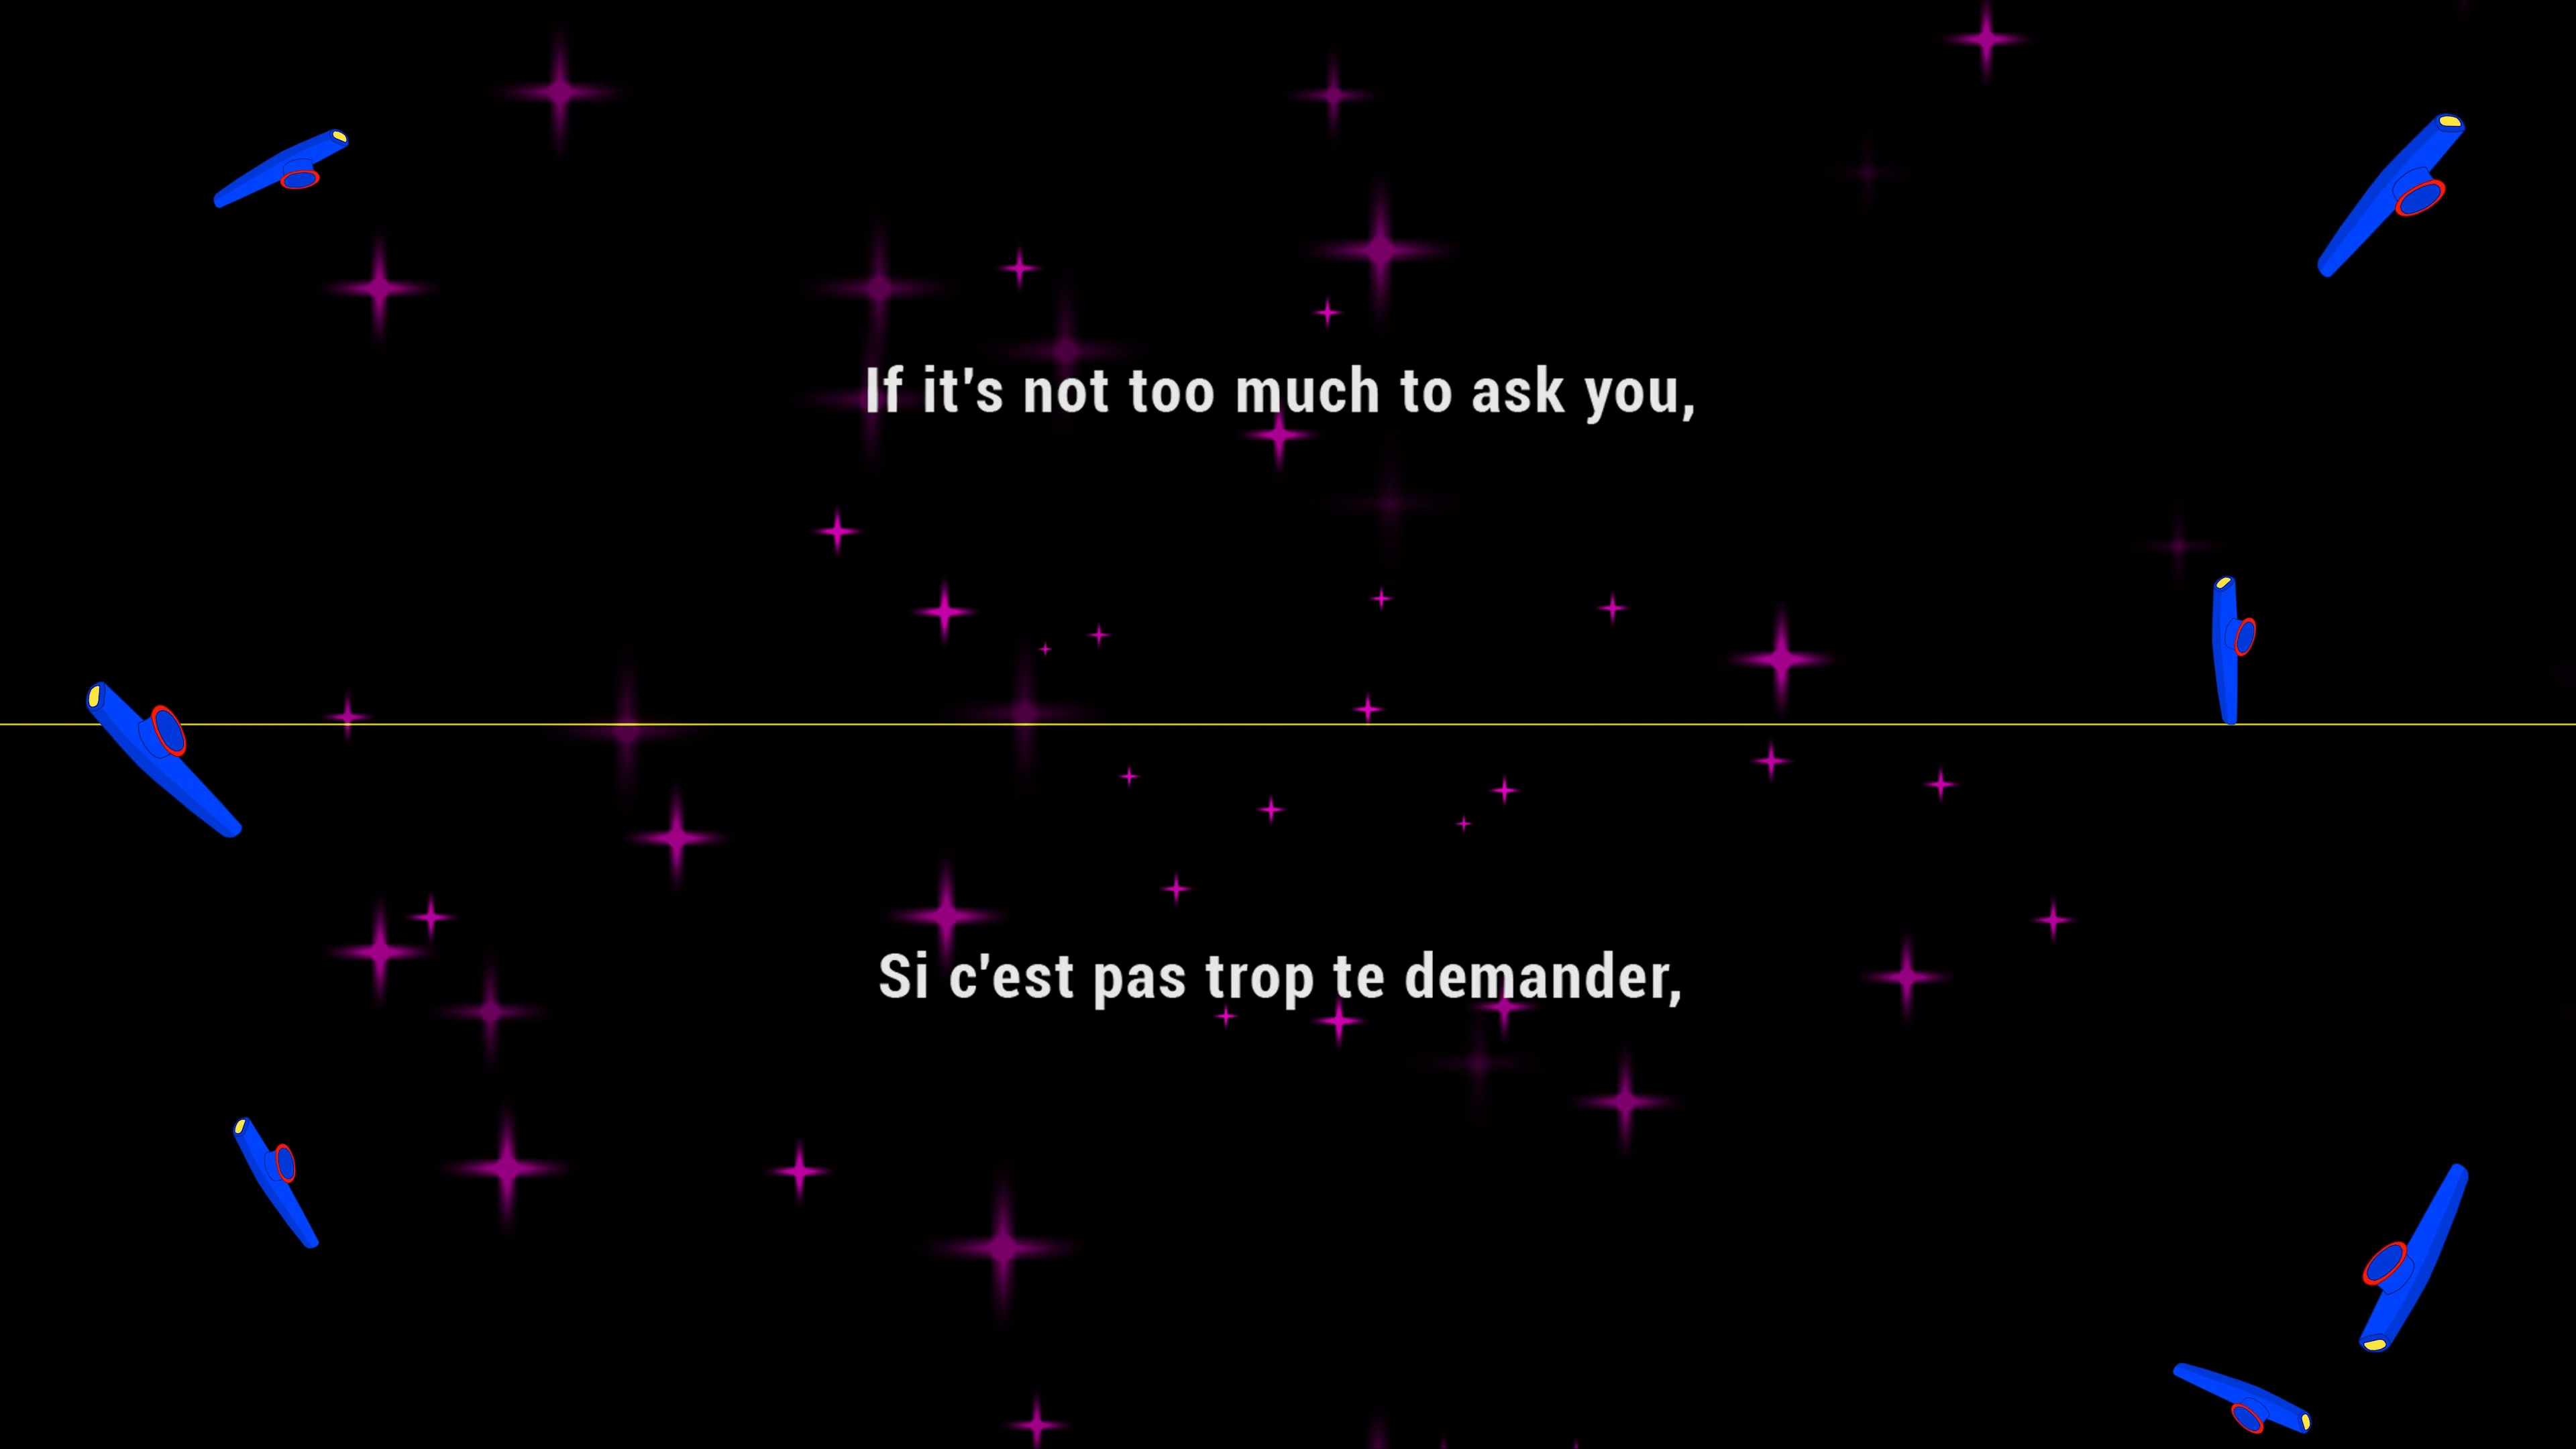 If it's not too much to ask you,
Si c'est pas trop te demander,